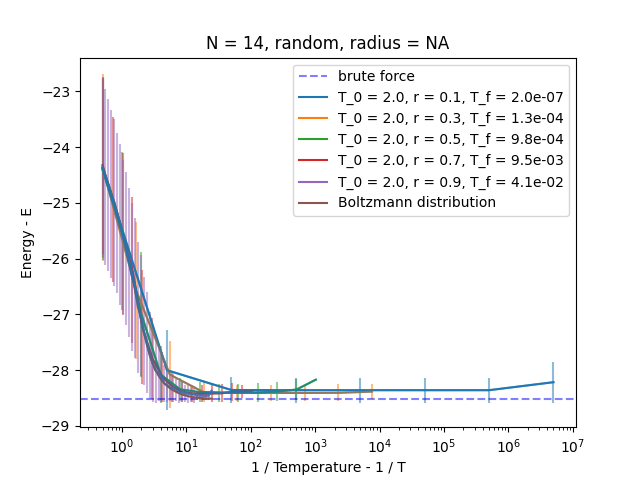 N = 14, random, radius = NA
brute force
T_0 = 2.0, r = 0.1, T_f = 2.0e-07
T_0 = 2.0, r = 0.3, T_f = 1.3e-04
T_0 = 2.0, r = 0.5, T_f = 9.8e-04
T_0 = 2.0, r = 0.7, T_f = 9.5e-03
T_0 = 2.0, r = 0.9, T_f = 4.1e-02
Boltzmann distribution
Energy - E
−23
−24
−25
−26
−27
−28
−29
10⁰ 10¹ 10² 10³ 10⁴ 10⁵ 10⁶ 10⁷
1 / Temperature - 1 / T